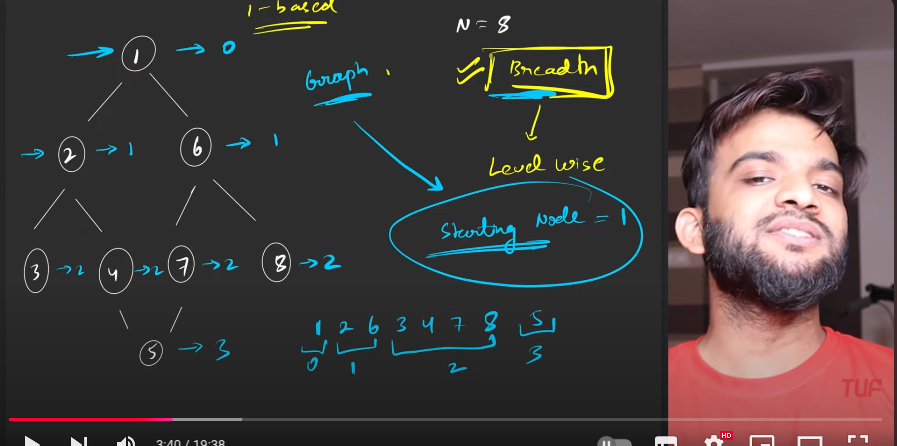 1-based
N = 8
1 → 0
Graph
Breadth
2 → 1
6 → 1
Level wise
Starting Node = 1
3 → 2
4 → 2
7 → 2
8 → 2
1 2 6 3 4 7 8 5
5 → 3
0 1 2 3
TUF
HD
3:40 / 19:38